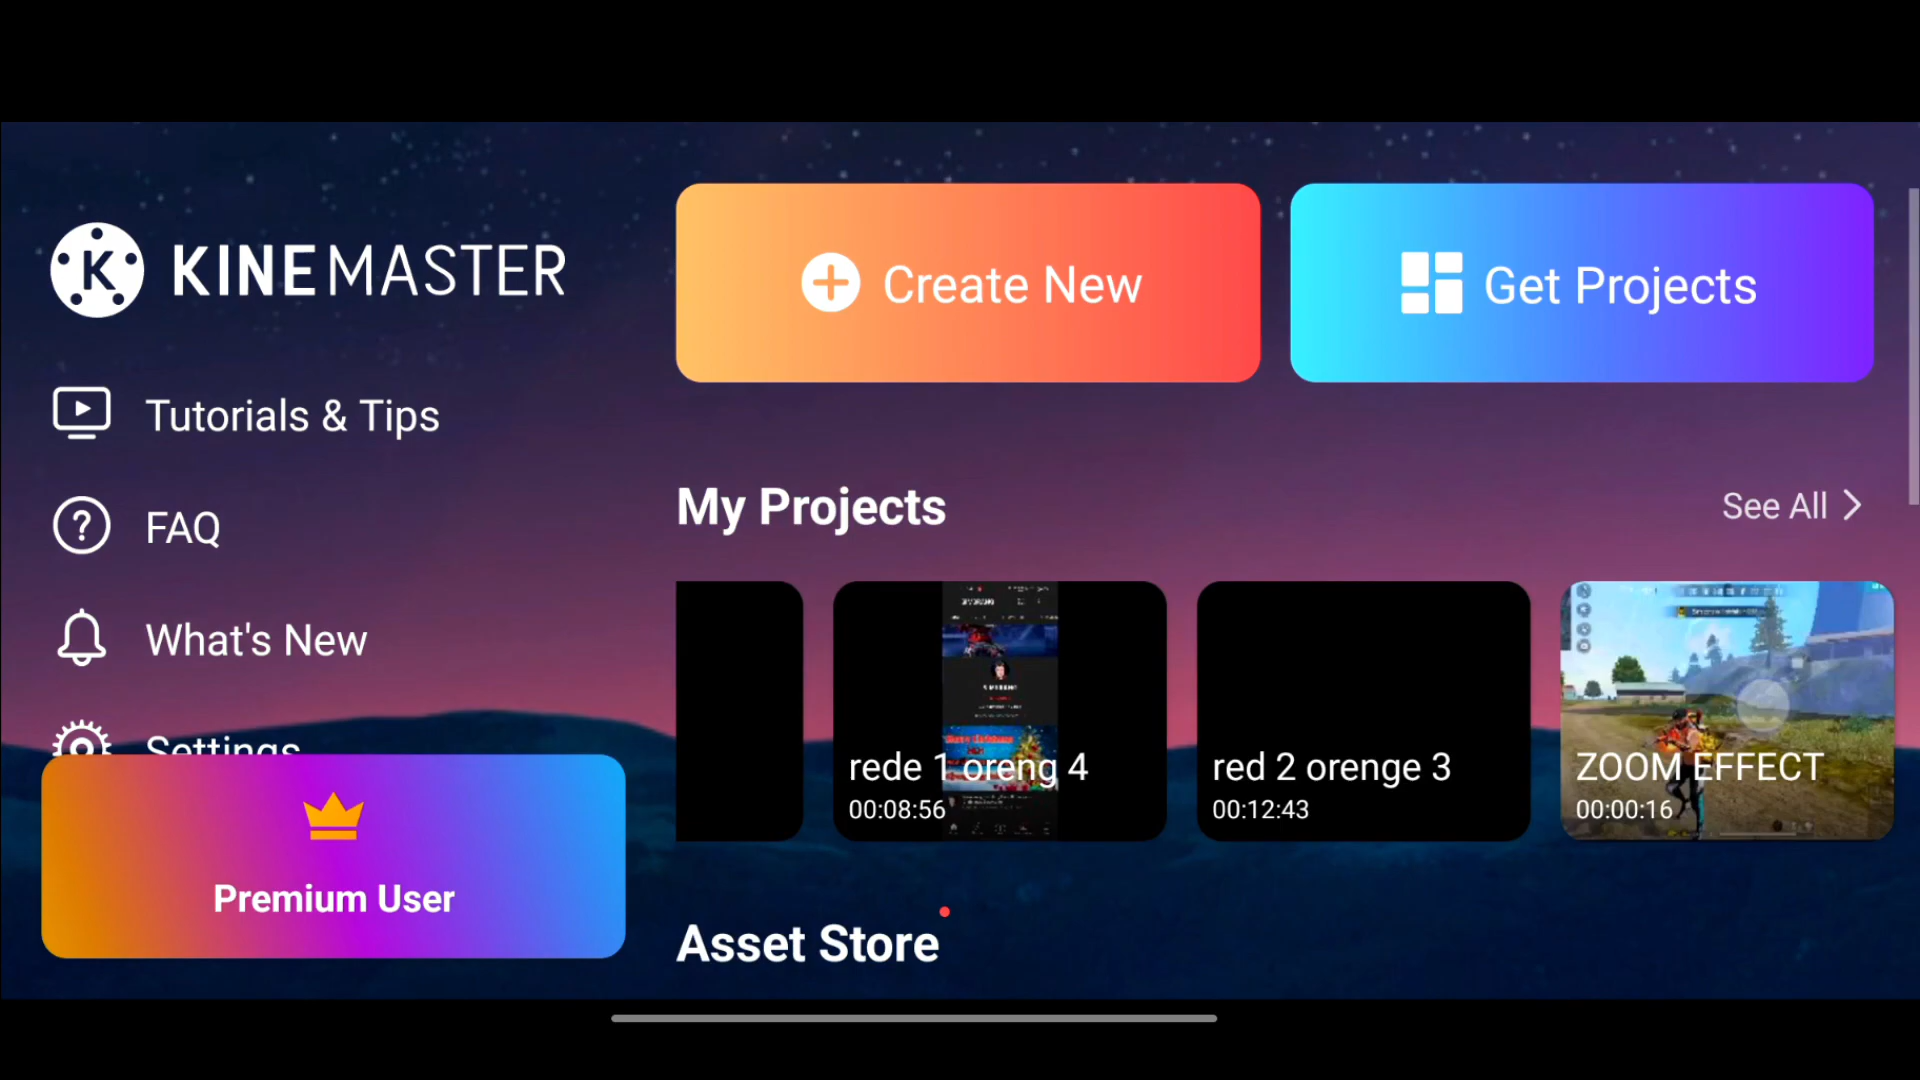 KINEMASTER
Tutorials & Tips
FAQ
What's New
Settings
Premium User
Create New
Get Projects
My Projects
See All
rede 1 oreng 4
00:08:56
red 2 orenge 3
00:12:43
ZOOM EFFECT
00:00:16
Asset Store